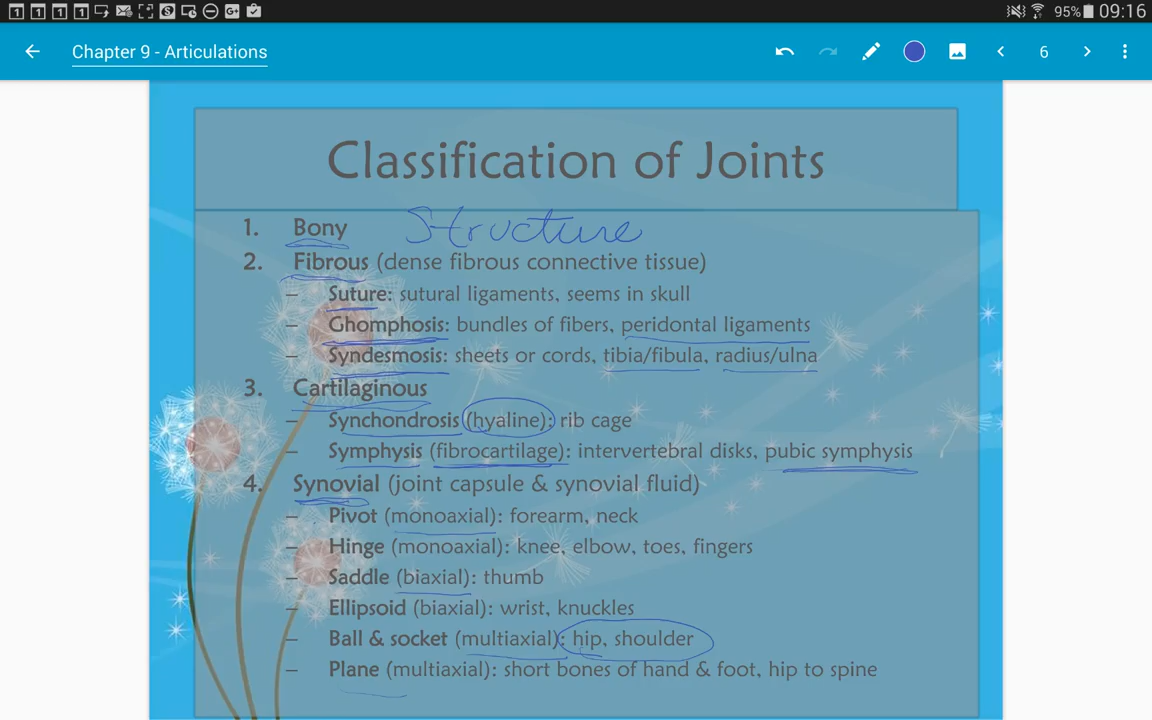 95% 09:16
Chapter 9 - Articulations
6
Classification of Joints
1. Bony Structure
2. Fibrous (dense fibrous connective tissue)
– Suture: sutural ligaments, seems in skull
– Ghomphosis: bundles of fibers, peridontal ligaments
– Syndesmosis: sheets or cords, tibia/fibula, radius/ulna
3. Cartilaginous
– Synchondrosis (hyaline): rib cage
– Symphysis (fibrocartilage): intervertebral disks, pubic symphysis
4. Synovial (joint capsule & synovial fluid)
– Pivot (monoaxial): forearm, neck
– Hinge (monoaxial): knee, elbow, toes, fingers
– Saddle (biaxial): thumb
– Ellipsoid (biaxial): wrist, knuckles
– Ball & socket (multiaxial): hip, shoulder
– Plane (multiaxial): short bones of hand & foot, hip to spine